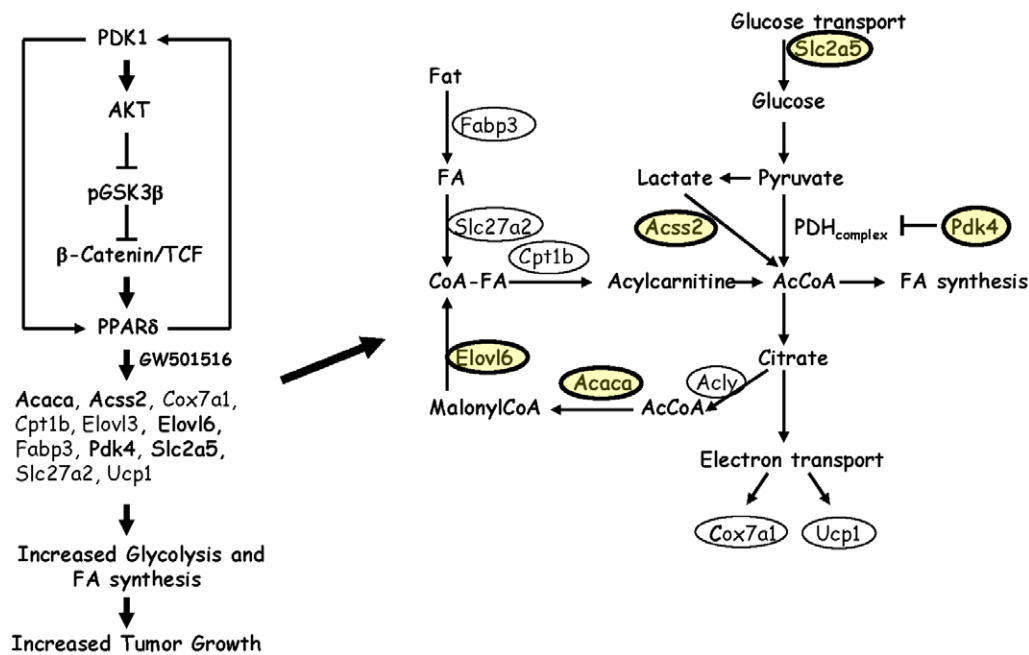 PDK1
AKT
pGSK3β
β-Catenin/TCF
PPARδ
GW501516
Acaca, Acss2, Cox7a1,
Cpt1b, Elovl3, Elovl6,
Fabp3, Pdk4, Slc2a5,
Slc27a2, Ucp1
Increased Glycolysis and
FA synthesis
Increased Tumor Growth
Glucose transport
Slc2a5
Fat
Glucose
Fabp3
FA
Lactate
Pyruvate
Slc27a2
Acss2
PDHcomplex
Pdk4
Cpt1b
CoA-FA
Acylcarnitine
AcCoA
FA synthesis
Elovl6
Citrate
Acaca
Acly
MalonylCoA
AcCoA
Electron transport
Cox7a1
Ucp1